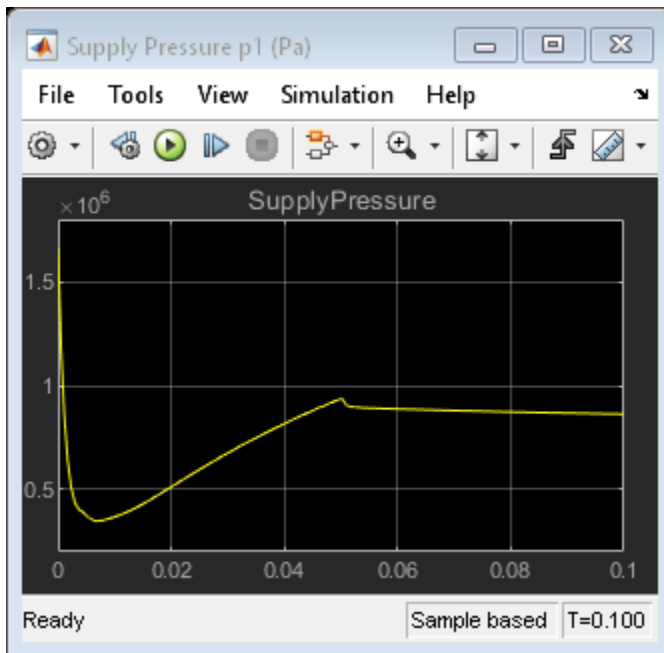 Supply Pressure p1 (Pa)
File Tools View Simulation Help
×10⁶
SupplyPressure
1.5
1
0.5
0 0.02 0.04 0.06 0.08 0.1
Ready Sample based T=0.100